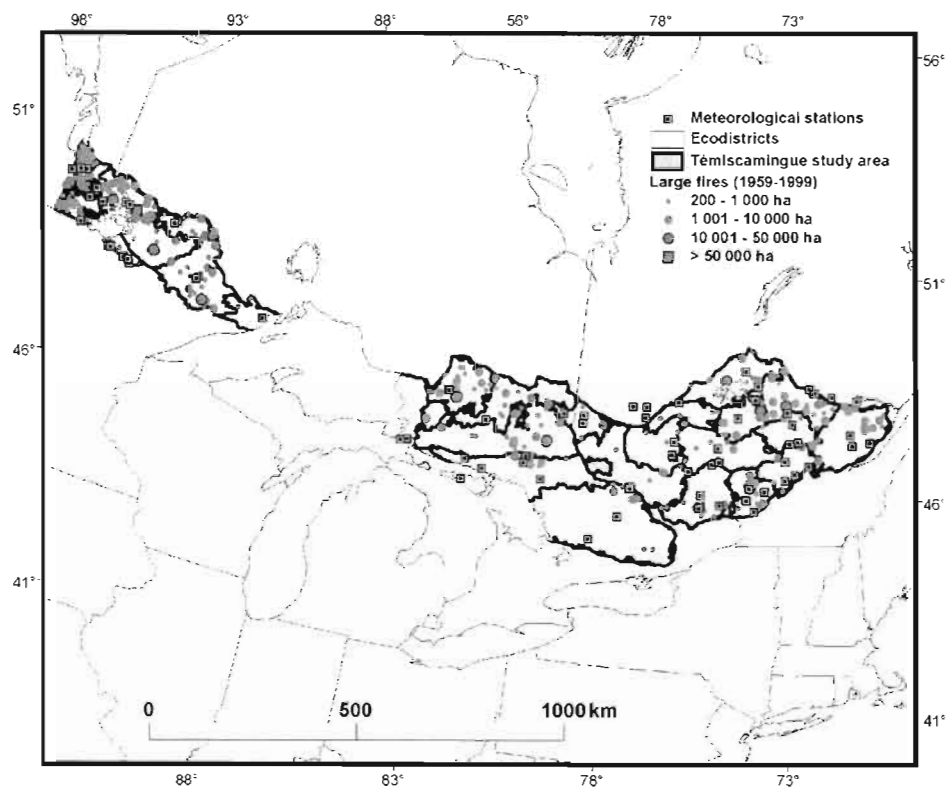 98° 93° 88° 56° 78° 73°
56°
51°
Meteorological stations
Ecodistricts
Témiscamingue study area
Large fires (1959-1999)
200 - 1 000 ha
1 001 - 10 000 ha
10 001 - 50 000 ha
> 50 000 ha
51°
46°
46°
41°
0 500 1000 km
41°
88° 83° 78° 73°